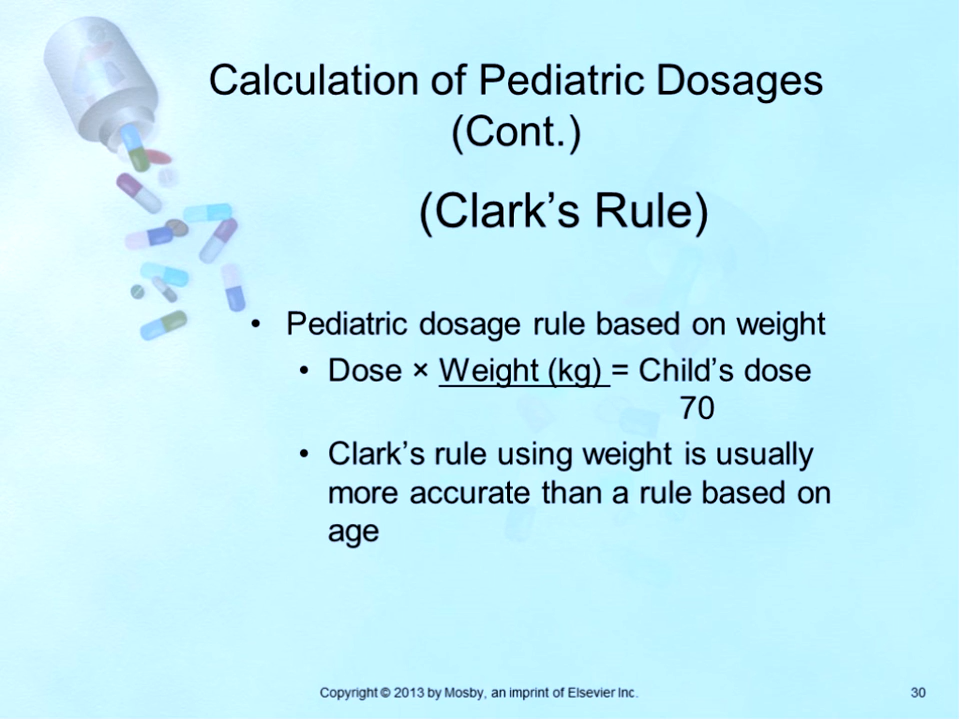 Calculation of Pediatric Dosages
(Cont.)
(Clark’s Rule)
• Pediatric dosage rule based on weight
• Dose × Weight (kg) = Child’s dose
70
• Clark’s rule using weight is usually
more accurate than a rule based on
age
Copyright © 2013 by Mosby, an imprint of Elsevier Inc.
30